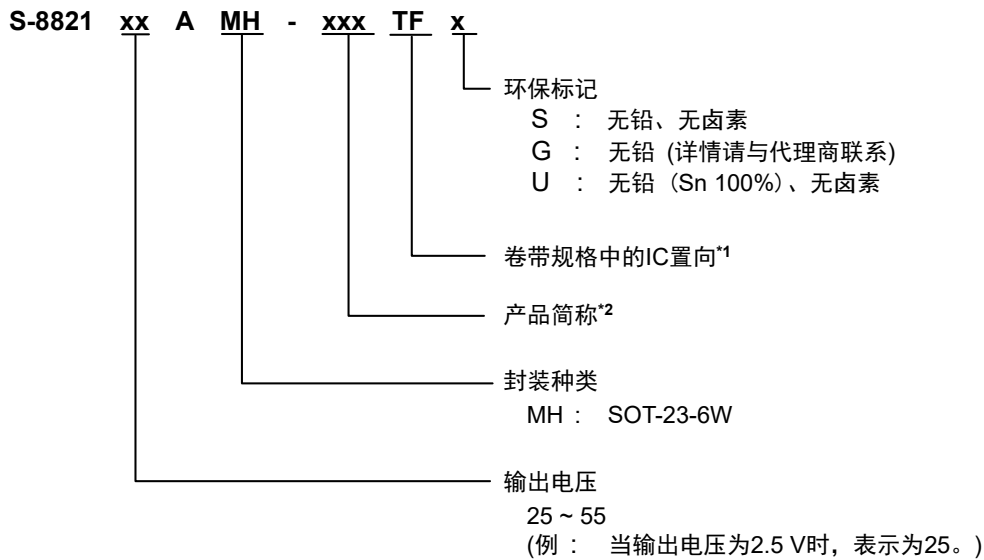 S-8821 xx A MH - xxx TF x
环保标记
S : 无铅、无卤素
G : 无铅 (详情请与代理商联系)
U : 无铅 (Sn 100%)、无卤素
卷带规格中的IC置向*1
产品简称*2
封装种类
MH : SOT-23-6W
输出电压
25 ~ 55
(例 : 当输出电压为2.5 V时，表示为25。)